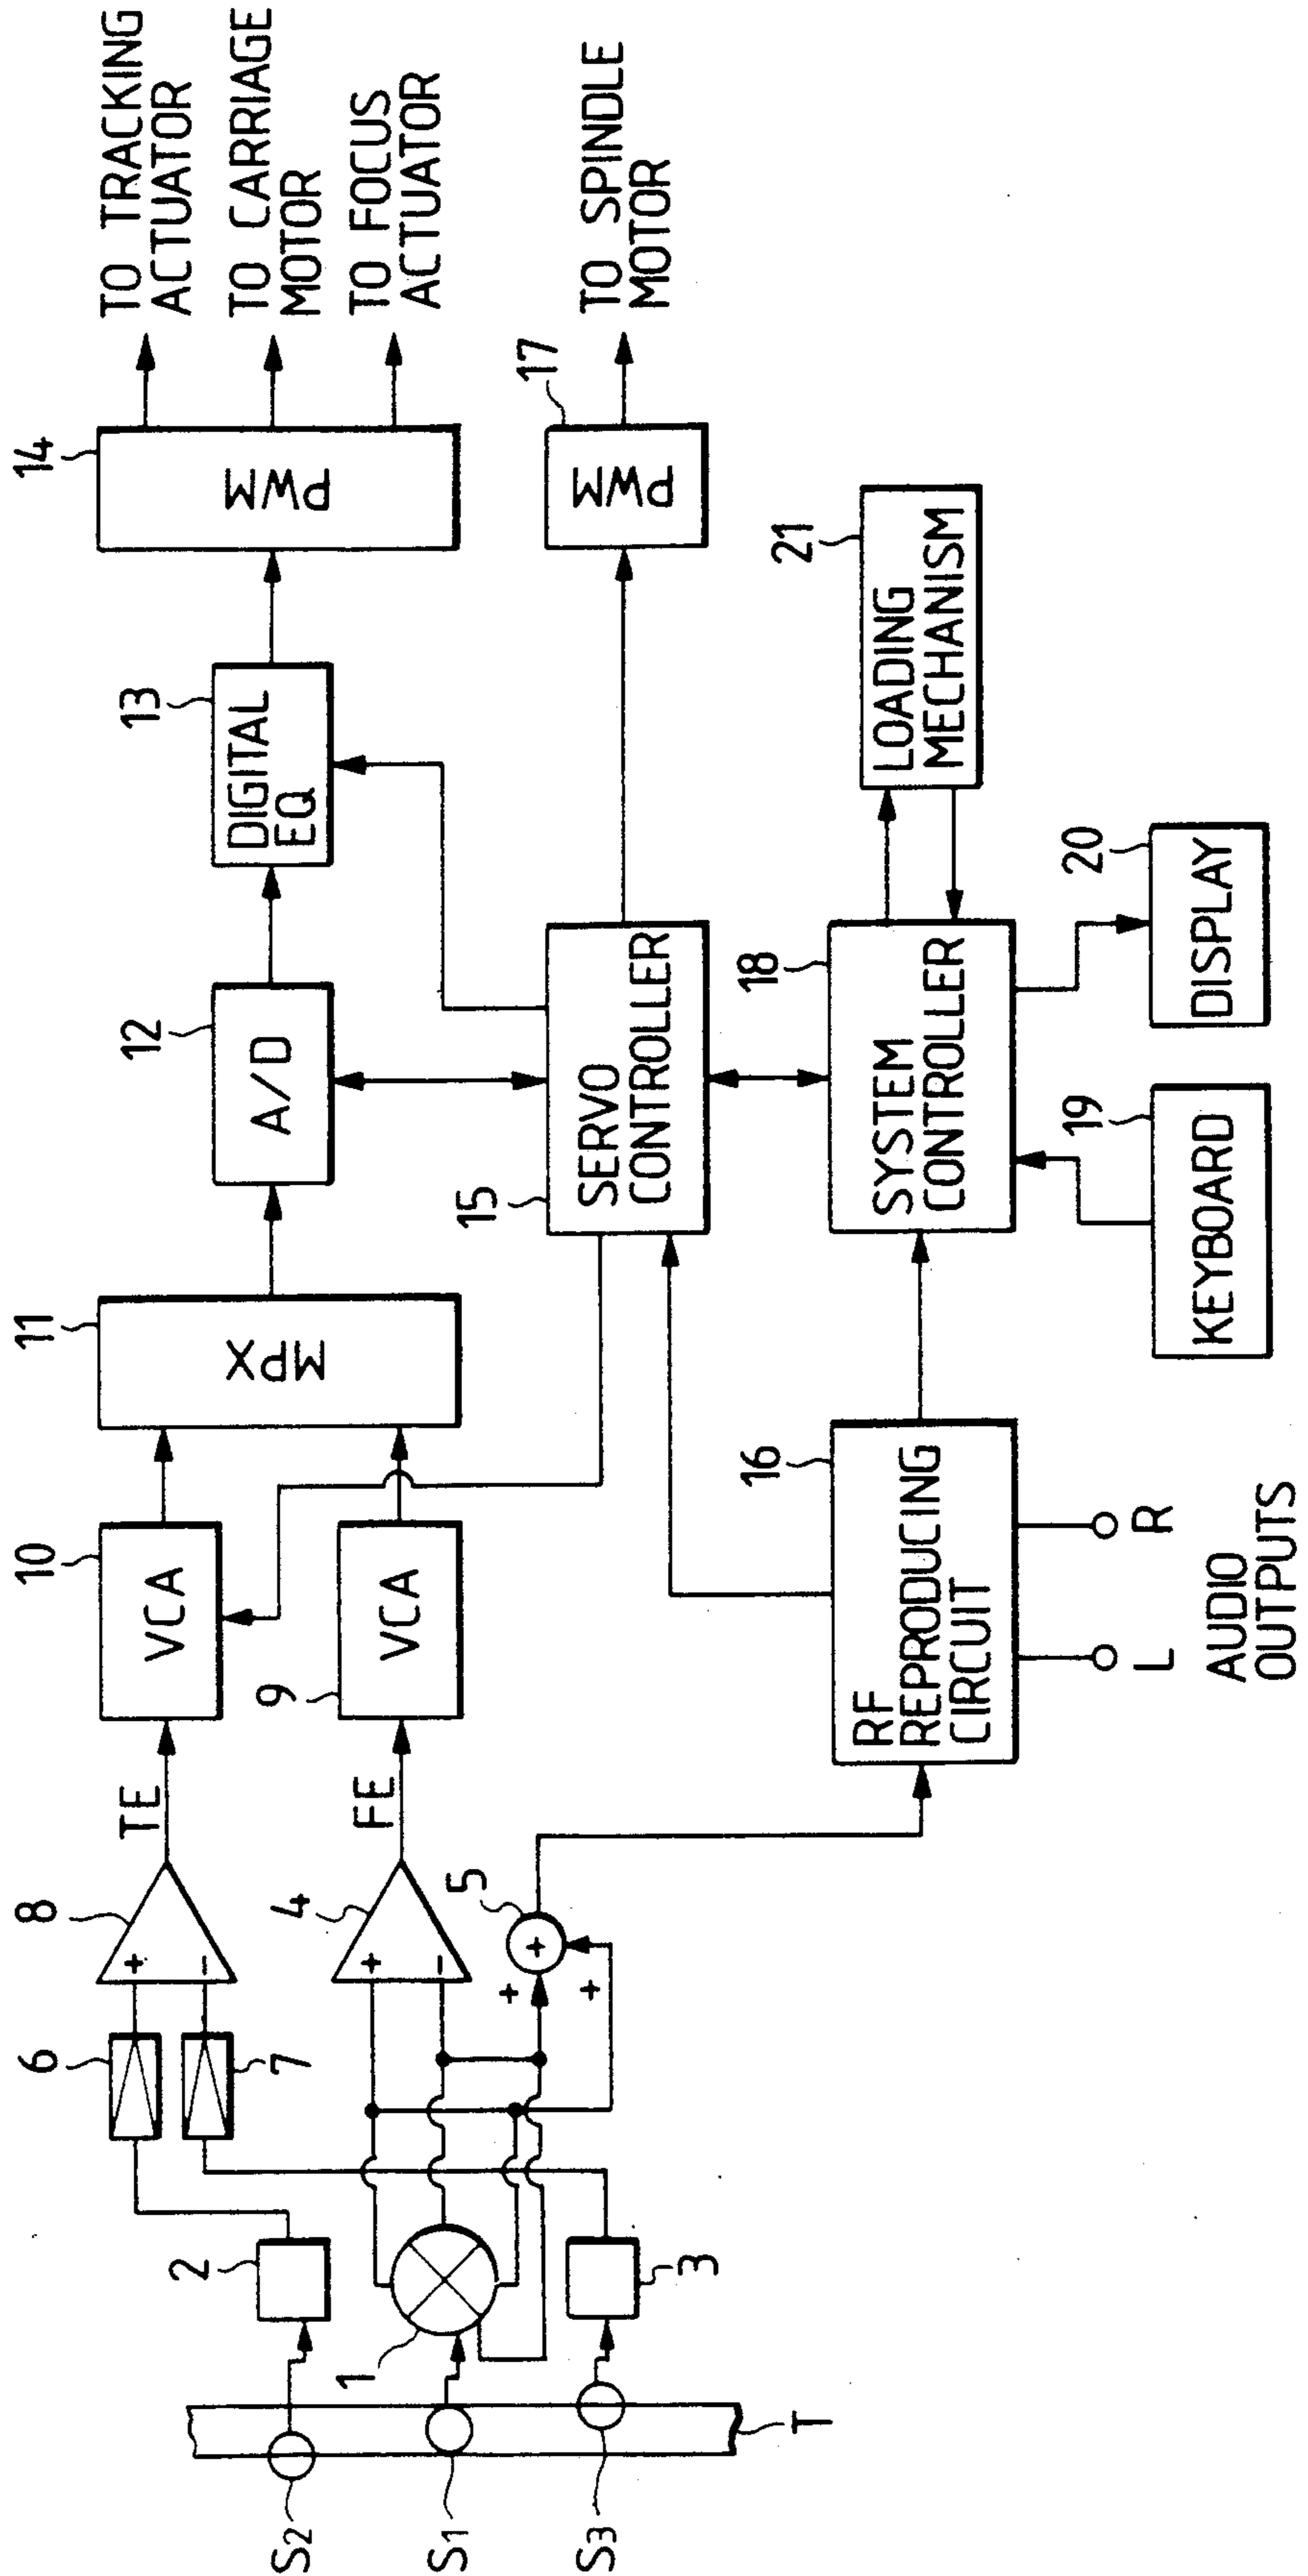 TO TRACKING
ACTUATOR
TO CARRIAGE
MOTOR
TO FOCUS
ACTUATOR
TO SPINDLE
MOTOR
14
PWM
17
PWM
13
DIGITAL
EQ
12
A/D
11
MPX
10
VCA
9
VCA
TE
FE
8
+
-
4
+
-
5
+
+
+
6
7
2
1
3
S2
S1
S3
T
15
SERVO
CONTROLLER
21
LOADING
MECHANISM
18
SYSTEM
CONTROLLER
20
DISPLAY
19
KEYBOARD
16
RF
REPRODUCING
CIRCUIT
L
R
AUDIO
OUTPUTS